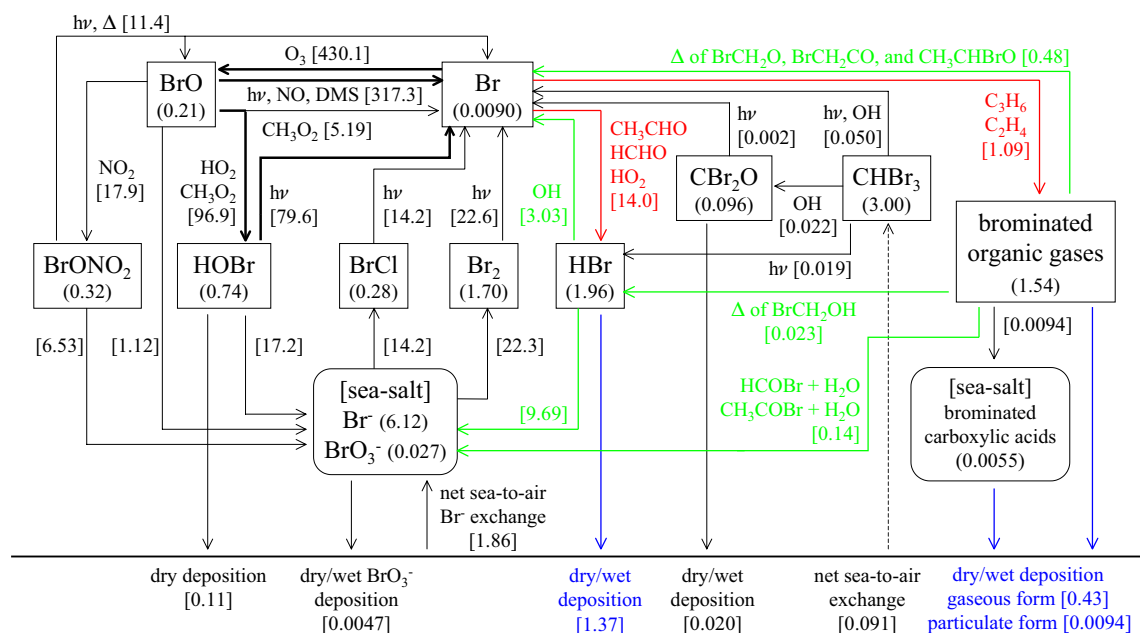 hν, Δ [11.4]
O₃ [430.1]
Δ of BrCH₂O, BrCH₂CO, and CH₃CHBrO [0.48]
BrO
(0.21)
Br
(0.0090)
hν, NO, DMS [317.3]
CH₃O₂ [5.19]
hν
[0.002]
hν, OH
[0.050]
C₃H₆
C₂H₄
[1.09]
NO₂
[17.9]
HO₂
CH₃O₂
[96.9]
hν
[79.6]
hν
[14.2]
hν
[22.6]
OH
[3.03]
CH₃CHO
HCHO
HO₂
[14.0]
CBr₂O
(0.096)
OH
[0.022]
CHBr₃
(3.00)
BrONO₂
(0.32)
HOBr
(0.74)
BrCl
(0.28)
Br₂
(1.70)
HBr
(1.96)
hν [0.019]
brominated
organic gases
(1.54)
Δ of BrCH₂OH
[0.023]
[0.0094]
[6.53]
[1.12]
[17.2]
[14.2]
[22.3]
[sea-salt]
Br⁻ (6.12)
BrO₃⁻ (0.027)
[9.69]
HCOBr + H₂O
CH₃COBr + H₂O
[0.14]
[sea-salt]
brominated
carboxylic acids
(0.0055)
net sea-to-air
Br⁻ exchange
[1.86]
dry deposition
[0.11]
dry/wet BrO₃⁻
deposition
[0.0047]
dry/wet
deposition
[1.37]
dry/wet
deposition
[0.020]
net sea-to-air
exchange
[0.091]
dry/wet deposition
gaseous form [0.43]
particulate form [0.0094]